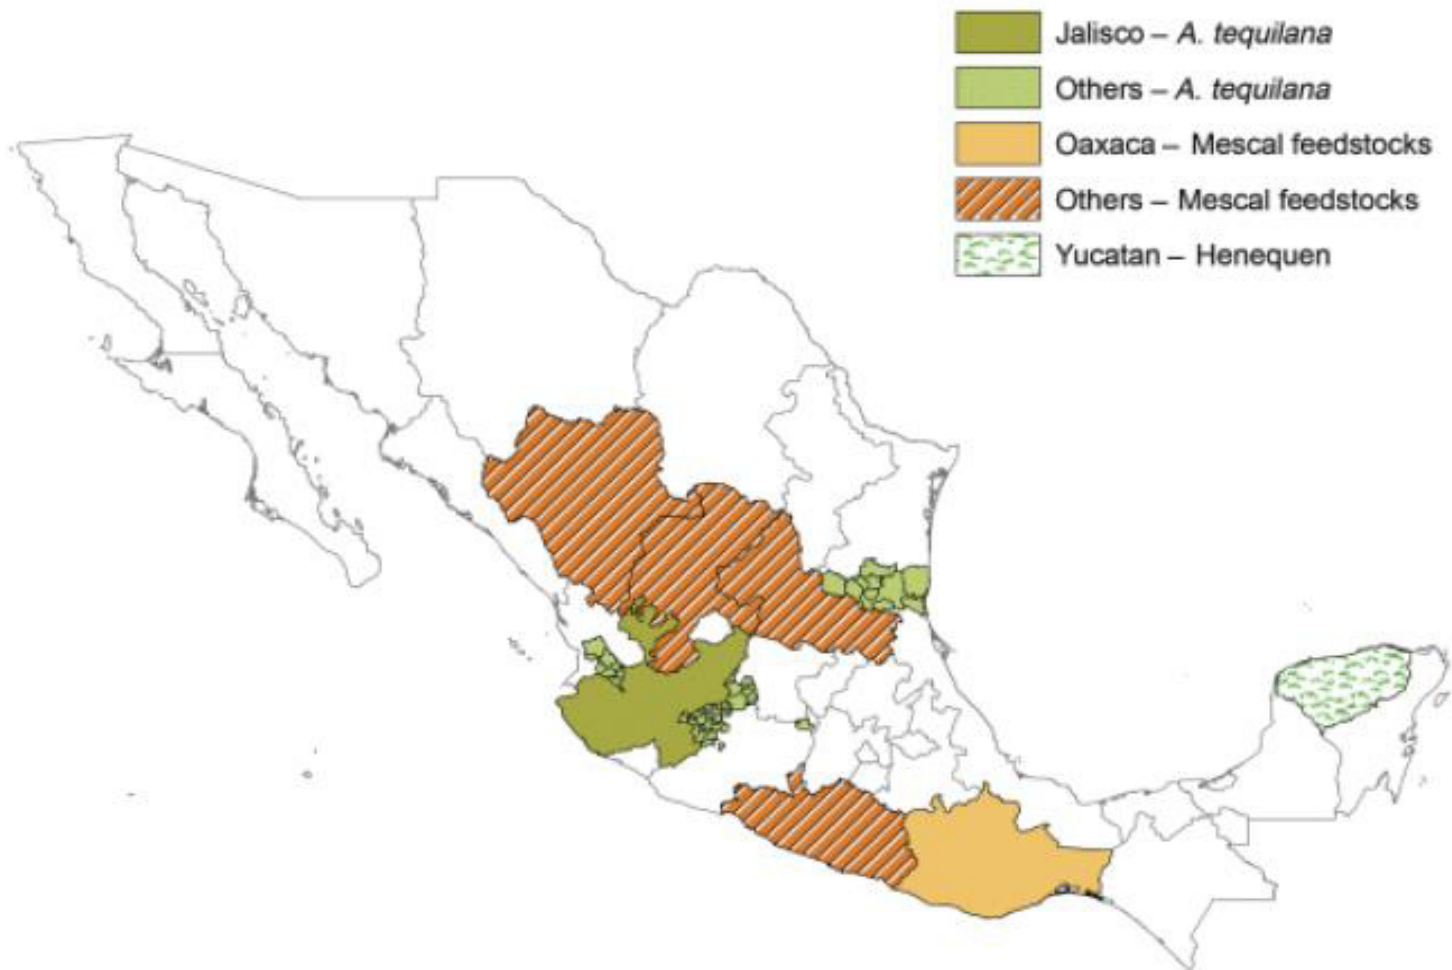 Jalisco – A. tequilana
Others – A. tequilana
Oaxaca – Mescal feedstocks
Others – Mescal feedstocks
Yucatan – Henequen